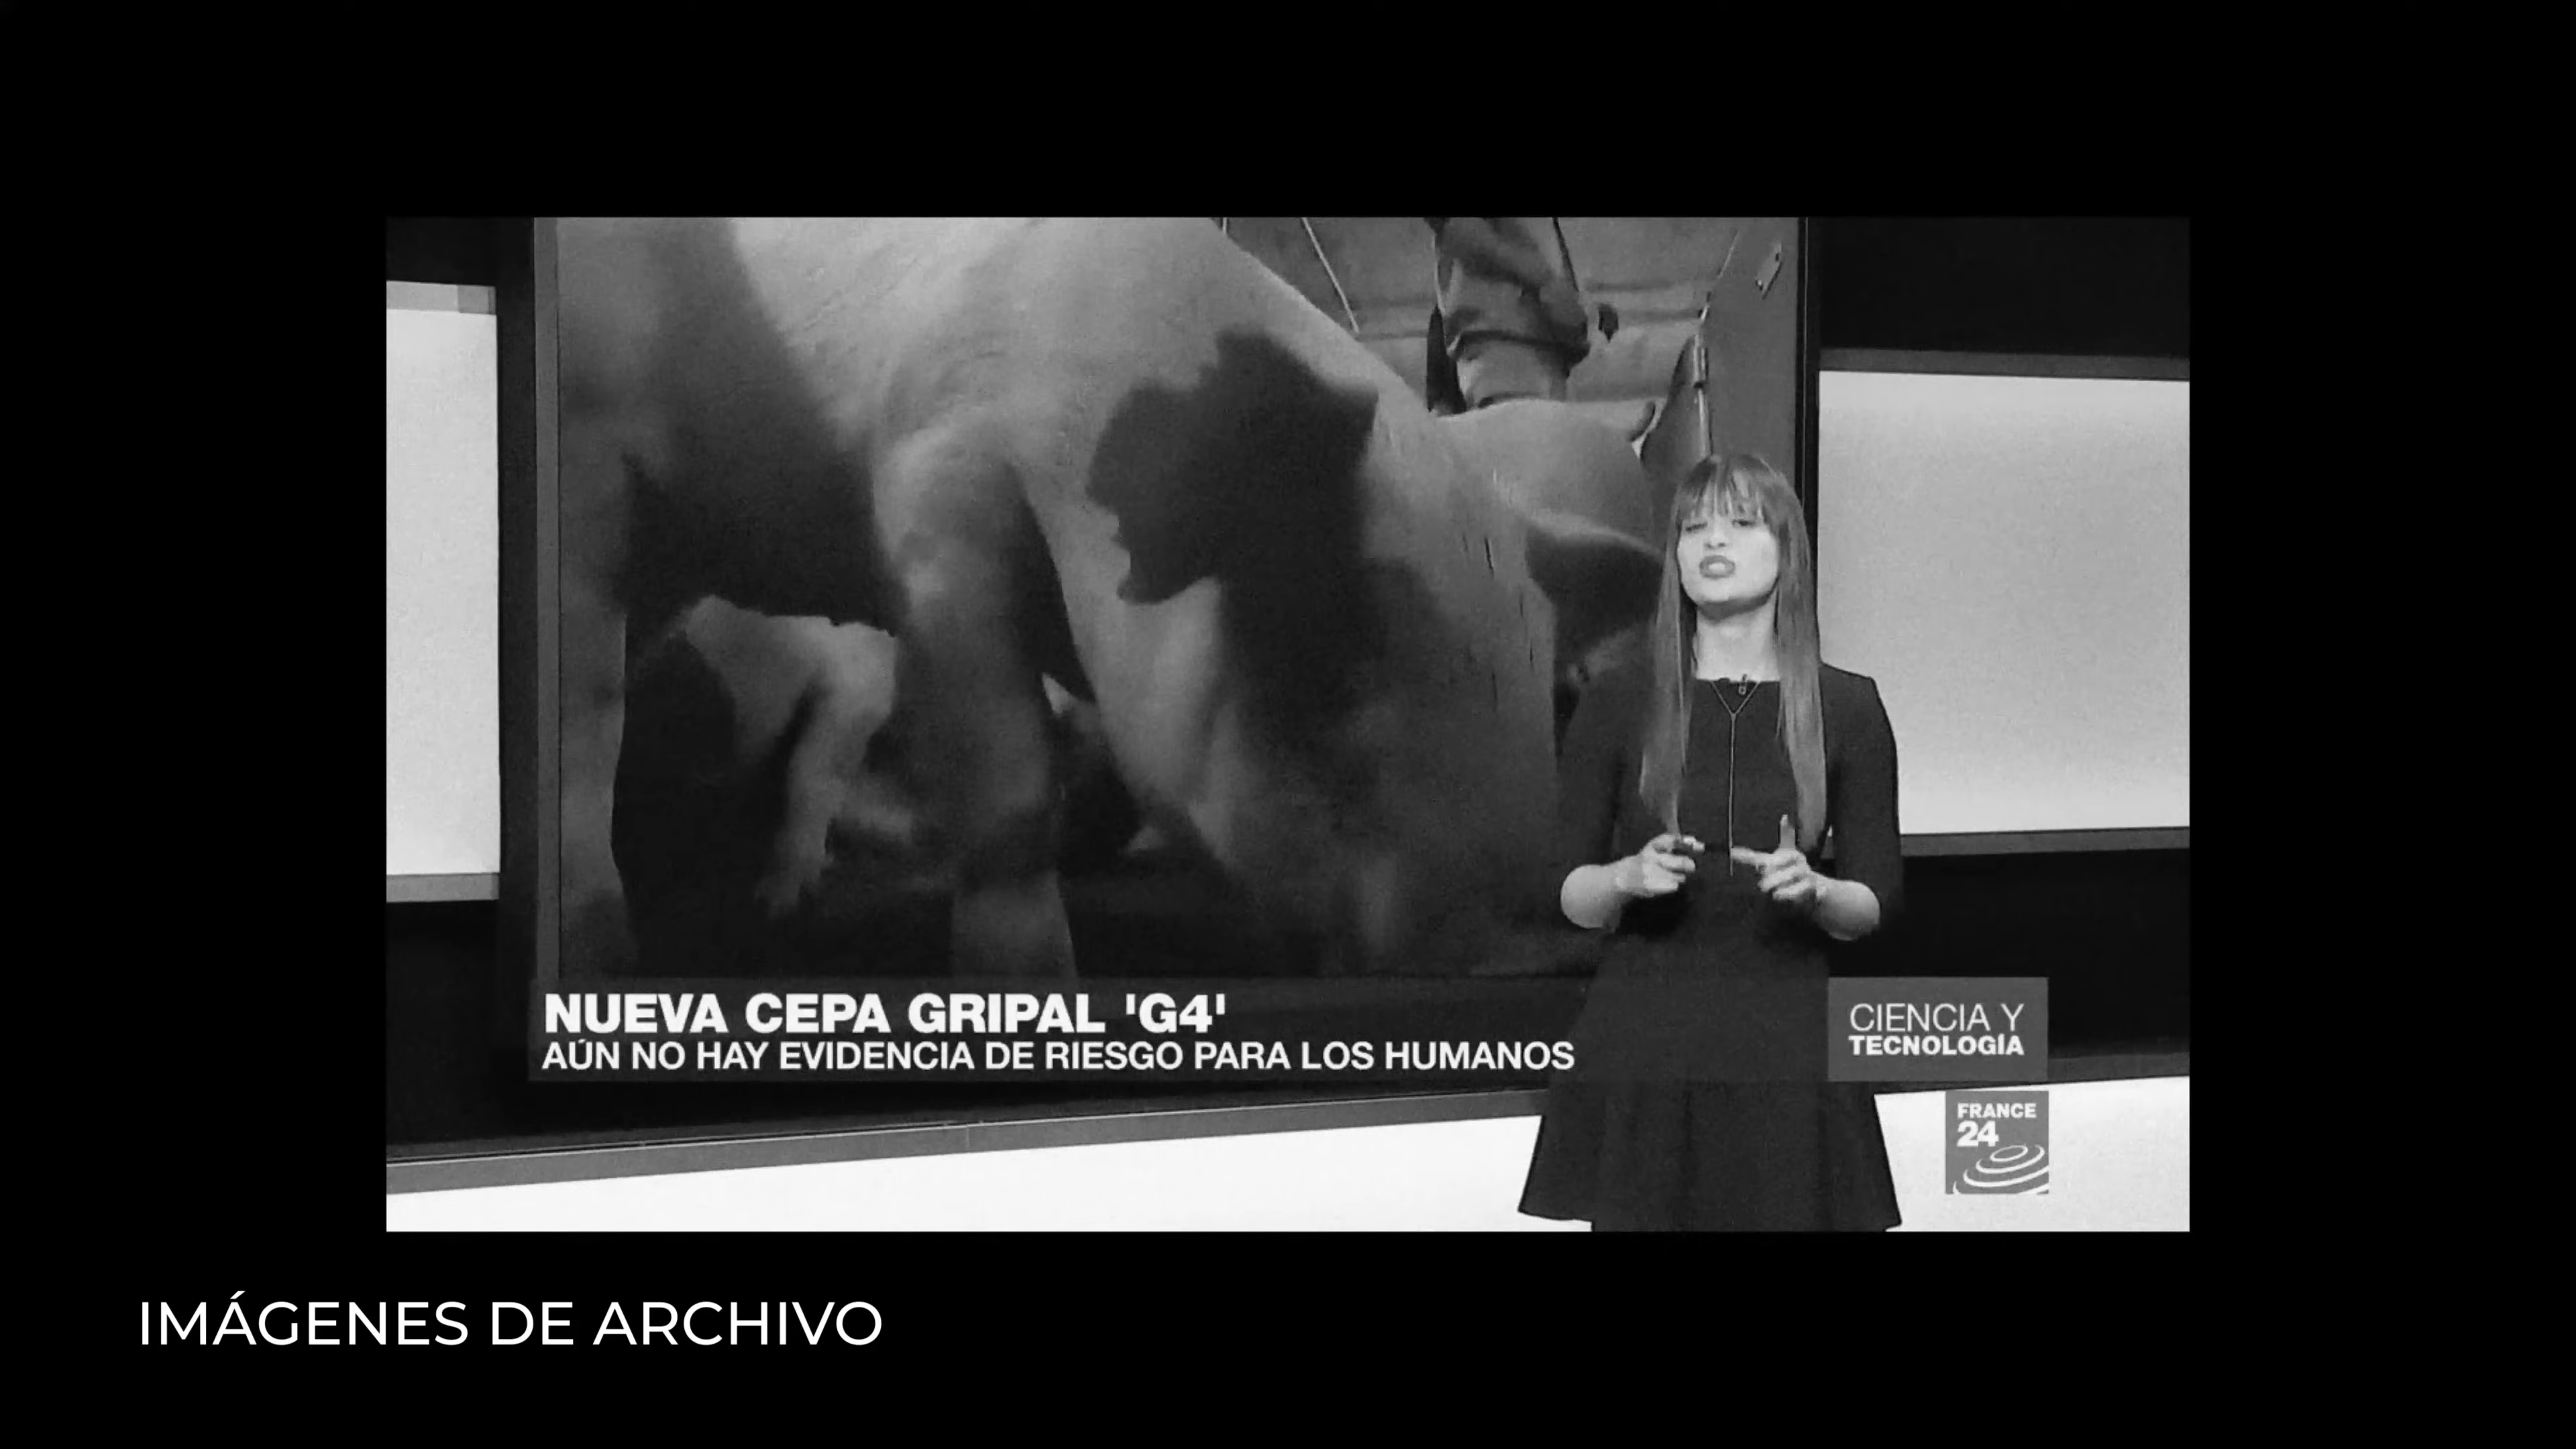 NUEVA CEPA GRIPAL 'G4'
AÚN NO HAY EVIDENCIA DE RIESGO PARA LOS HUMANOS
CIENCIA Y
TECNOLOGÍA
FRANCE
24
IMÁGENES DE ARCHIVO